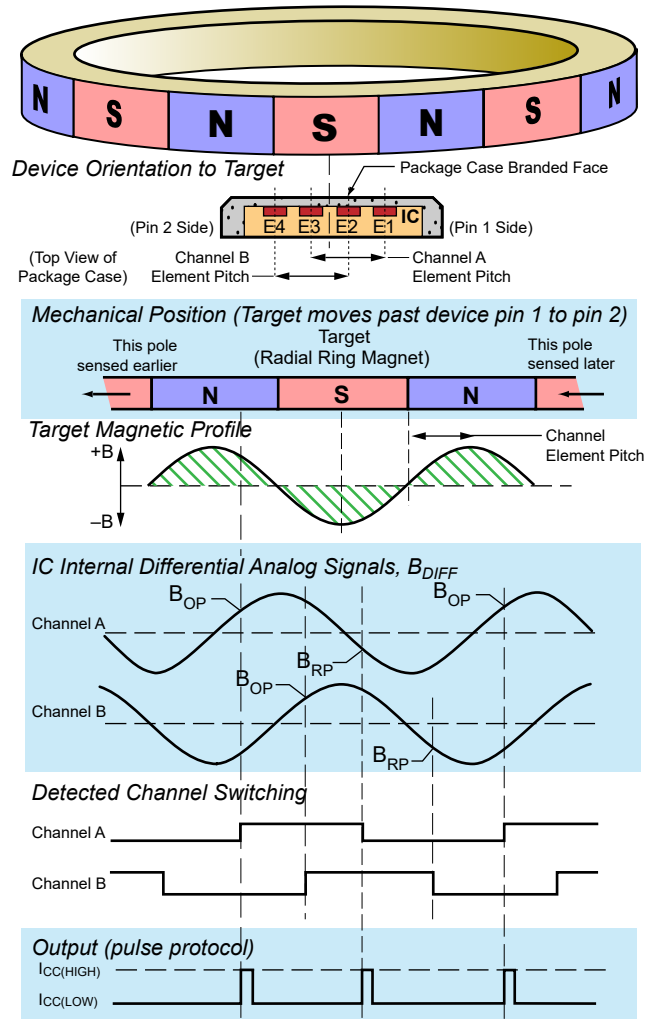 N S N S N S N
Device Orientation to Target
Package Case Branded Face
IC
(Pin 2 Side) E4 E3 E2 E1 (Pin 1 Side)
(Top View of
Package Case)
Channel B
Element Pitch
Channel A
Element Pitch
Mechanical Position (Target moves past device pin 1 to pin 2)
This pole
sensed earlier
Target
(Radial Ring Magnet)
This pole
sensed later
N S N
Target Magnetic Profile
+B
–B
Channel
Element Pitch
IC Internal Differential Analog Signals, BDIFF
BOP
BOP
Channel A
BRP
BOP
Channel B
BRP
Detected Channel Switching
Channel A
Channel B
Output (pulse protocol)
ICC(HIGH)
ICC(LOW)